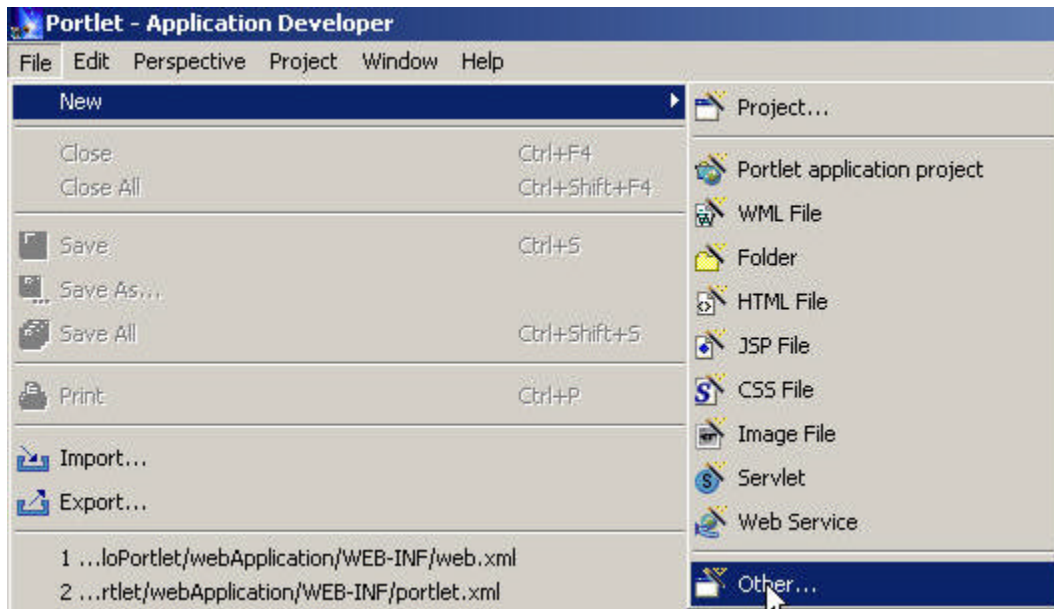 Portlet - Application Developer
File Edit Perspective Project Window Help
New
Close Ctrl+F4
Close All Ctrl+Shift+F4
Save Ctrl+S
Save As...
Save All Ctrl+Shift+S
Print Ctrl+P
Import...
Export...
1 ...loPortlet/webApplication/WEB-INF/web.xml
2 ...rtlet/webApplication/WEB-INF/portlet.xml
Project...
Portlet application project
WML File
Folder
HTML File
JSP File
CSS File
Image File
Servlet
Web Service
Other...